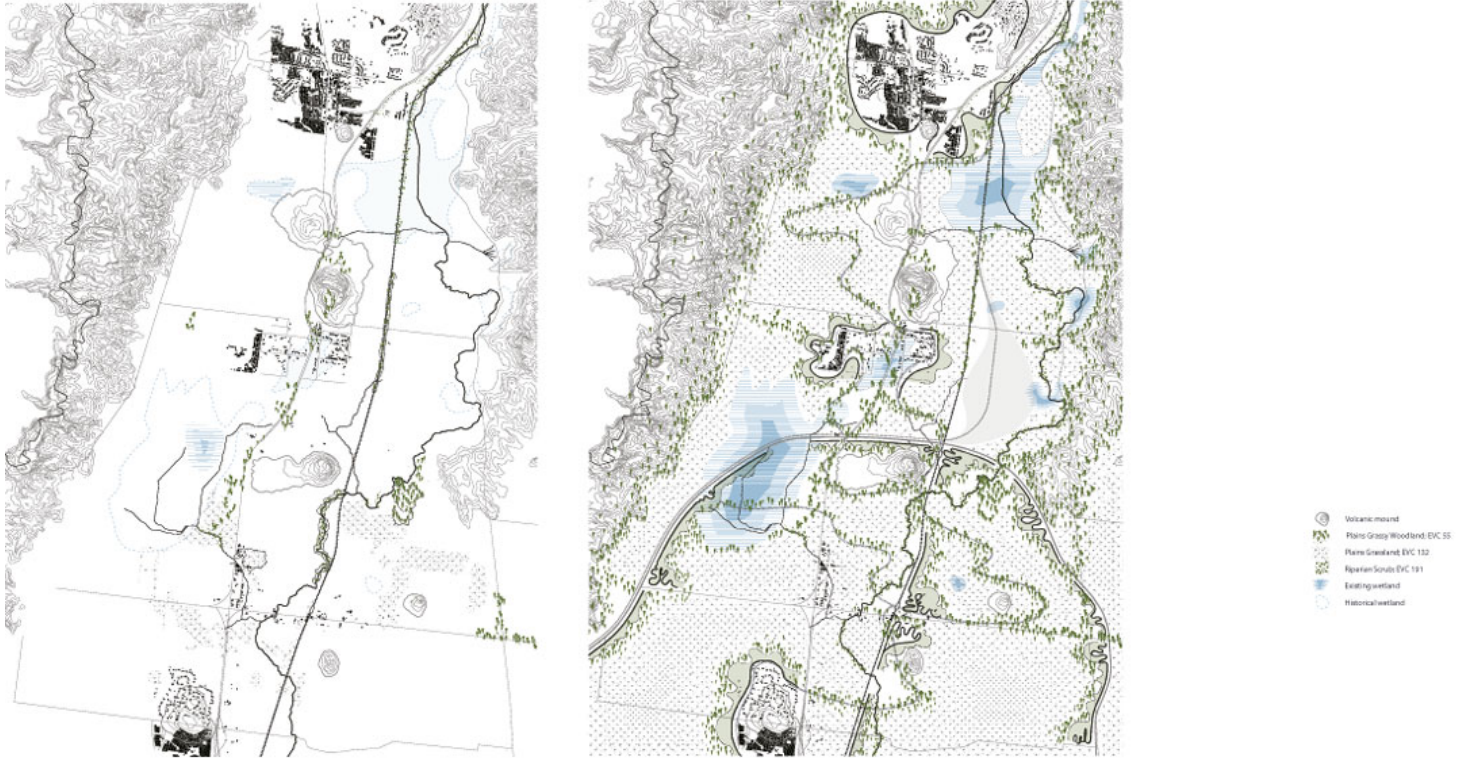 Volcanic mound
Plains Grassy Woodland; EVC 55
Plains Grassland; EVC 132
Riparian Scrub; EVC 191
Existing wetland
Historical wetland